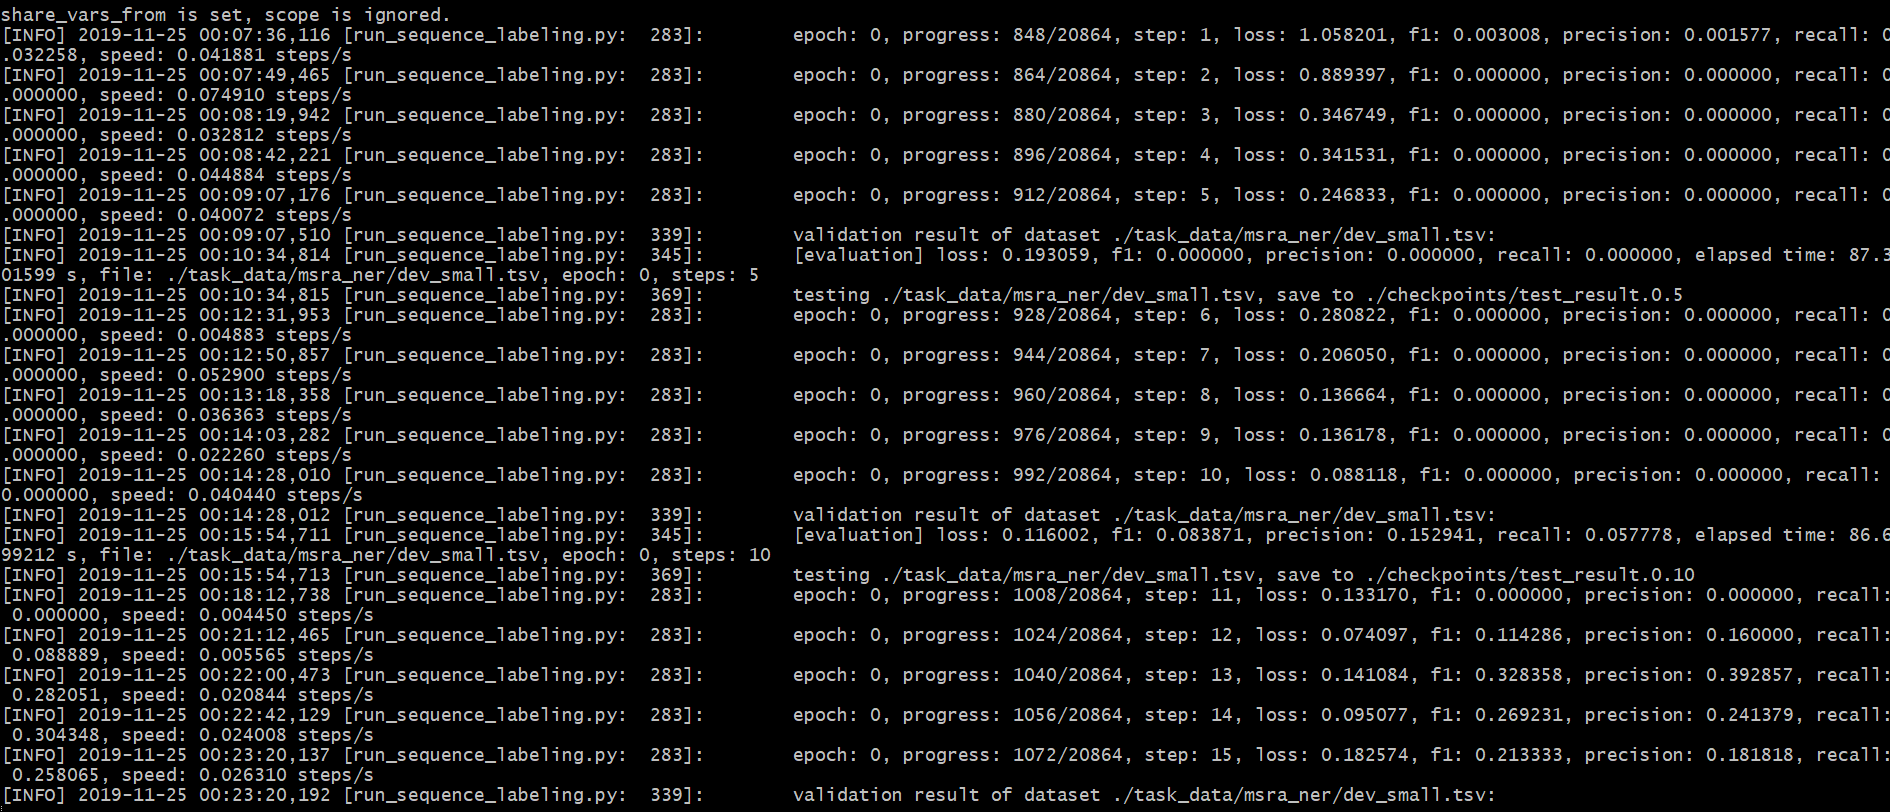 share_vars_from is set, scope is ignored.
[INFO] 2019-11-25 00:07:36,116 [run_sequence_labeling.py:  283]:        epoch: 0, progress: 848/20864, step: 1, loss: 1.058201, f1: 0.003008, precision: 0.001577, recall: 0
.032258, speed: 0.041881 steps/s
[INFO] 2019-11-25 00:07:49,465 [run_sequence_labeling.py:  283]:        epoch: 0, progress: 864/20864, step: 2, loss: 0.889397, f1: 0.000000, precision: 0.000000, recall: 0
.000000, speed: 0.074910 steps/s
[INFO] 2019-11-25 00:08:19,942 [run_sequence_labeling.py:  283]:        epoch: 0, progress: 880/20864, step: 3, loss: 0.346749, f1: 0.000000, precision: 0.000000, recall: 0
.000000, speed: 0.032812 steps/s
[INFO] 2019-11-25 00:08:42,221 [run_sequence_labeling.py:  283]:        epoch: 0, progress: 896/20864, step: 4, loss: 0.341531, f1: 0.000000, precision: 0.000000, recall: 0
.000000, speed: 0.044884 steps/s
[INFO] 2019-11-25 00:09:07,176 [run_sequence_labeling.py:  283]:        epoch: 0, progress: 912/20864, step: 5, loss: 0.246833, f1: 0.000000, precision: 0.000000, recall: 0
.000000, speed: 0.040072 steps/s
[INFO] 2019-11-25 00:09:07,510 [run_sequence_labeling.py:  339]:        validation result of dataset ./task_data/msra_ner/dev_small.tsv:
[INFO] 2019-11-25 00:10:34,814 [run_sequence_labeling.py:  345]:        [evaluation] loss: 0.193059, f1: 0.000000, precision: 0.000000, recall: 0.000000, elapsed time: 87.3
01599 s, file: ./task_data/msra_ner/dev_small.tsv, epoch: 0, steps: 5
[INFO] 2019-11-25 00:10:34,815 [run_sequence_labeling.py:  369]:        testing ./task_data/msra_ner/dev_small.tsv, save to ./checkpoints/test_result.0.5
[INFO] 2019-11-25 00:12:31,953 [run_sequence_labeling.py:  283]:        epoch: 0, progress: 928/20864, step: 6, loss: 0.280822, f1: 0.000000, precision: 0.000000, recall: 0
.000000, speed: 0.004883 steps/s
[INFO] 2019-11-25 00:12:50,857 [run_sequence_labeling.py:  283]:        epoch: 0, progress: 944/20864, step: 7, loss: 0.206050, f1: 0.000000, precision: 0.000000, recall: 0
.000000, speed: 0.052900 steps/s
[INFO] 2019-11-25 00:13:18,358 [run_sequence_labeling.py:  283]:        epoch: 0, progress: 960/20864, step: 8, loss: 0.136664, f1: 0.000000, precision: 0.000000, recall: 0
.000000, speed: 0.036363 steps/s
[INFO] 2019-11-25 00:14:03,282 [run_sequence_labeling.py:  283]:        epoch: 0, progress: 976/20864, step: 9, loss: 0.136178, f1: 0.000000, precision: 0.000000, recall: 0
.000000, speed: 0.022260 steps/s
[INFO] 2019-11-25 00:14:28,010 [run_sequence_labeling.py:  283]:        epoch: 0, progress: 992/20864, step: 10, loss: 0.088118, f1: 0.000000, precision: 0.000000, recall:
0.000000, speed: 0.040440 steps/s
[INFO] 2019-11-25 00:14:28,012 [run_sequence_labeling.py:  339]:        validation result of dataset ./task_data/msra_ner/dev_small.tsv:
[INFO] 2019-11-25 00:15:54,711 [run_sequence_labeling.py:  345]:        [evaluation] loss: 0.116002, f1: 0.083871, precision: 0.152941, recall: 0.057778, elapsed time: 86.6
99212 s, file: ./task_data/msra_ner/dev_small.tsv, epoch: 0, steps: 10
[INFO] 2019-11-25 00:15:54,713 [run_sequence_labeling.py:  369]:        testing ./task_data/msra_ner/dev_small.tsv, save to ./checkpoints/test_result.0.10
[INFO] 2019-11-25 00:18:12,738 [run_sequence_labeling.py:  283]:        epoch: 0, progress: 1008/20864, step: 11, loss: 0.133170, f1: 0.000000, precision: 0.000000, recall:
 0.000000, speed: 0.004450 steps/s
[INFO] 2019-11-25 00:21:12,465 [run_sequence_labeling.py:  283]:        epoch: 0, progress: 1024/20864, step: 12, loss: 0.074097, f1: 0.114286, precision: 0.160000, recall:
 0.088889, speed: 0.005565 steps/s
[INFO] 2019-11-25 00:22:00,473 [run_sequence_labeling.py:  283]:        epoch: 0, progress: 1040/20864, step: 13, loss: 0.141084, f1: 0.328358, precision: 0.392857, recall:
 0.282051, speed: 0.020844 steps/s
[INFO] 2019-11-25 00:22:42,129 [run_sequence_labeling.py:  283]:        epoch: 0, progress: 1056/20864, step: 14, loss: 0.095077, f1: 0.269231, precision: 0.241379, recall:
 0.304348, speed: 0.024008 steps/s
[INFO] 2019-11-25 00:23:20,137 [run_sequence_labeling.py:  283]:        epoch: 0, progress: 1072/20864, step: 15, loss: 0.182574, f1: 0.213333, precision: 0.181818, recall:
 0.258065, speed: 0.026310 steps/s
[INFO] 2019-11-25 00:23:20,192 [run_sequence_labeling.py:  339]:        validation result of dataset ./task_data/msra_ner/dev_small.tsv: